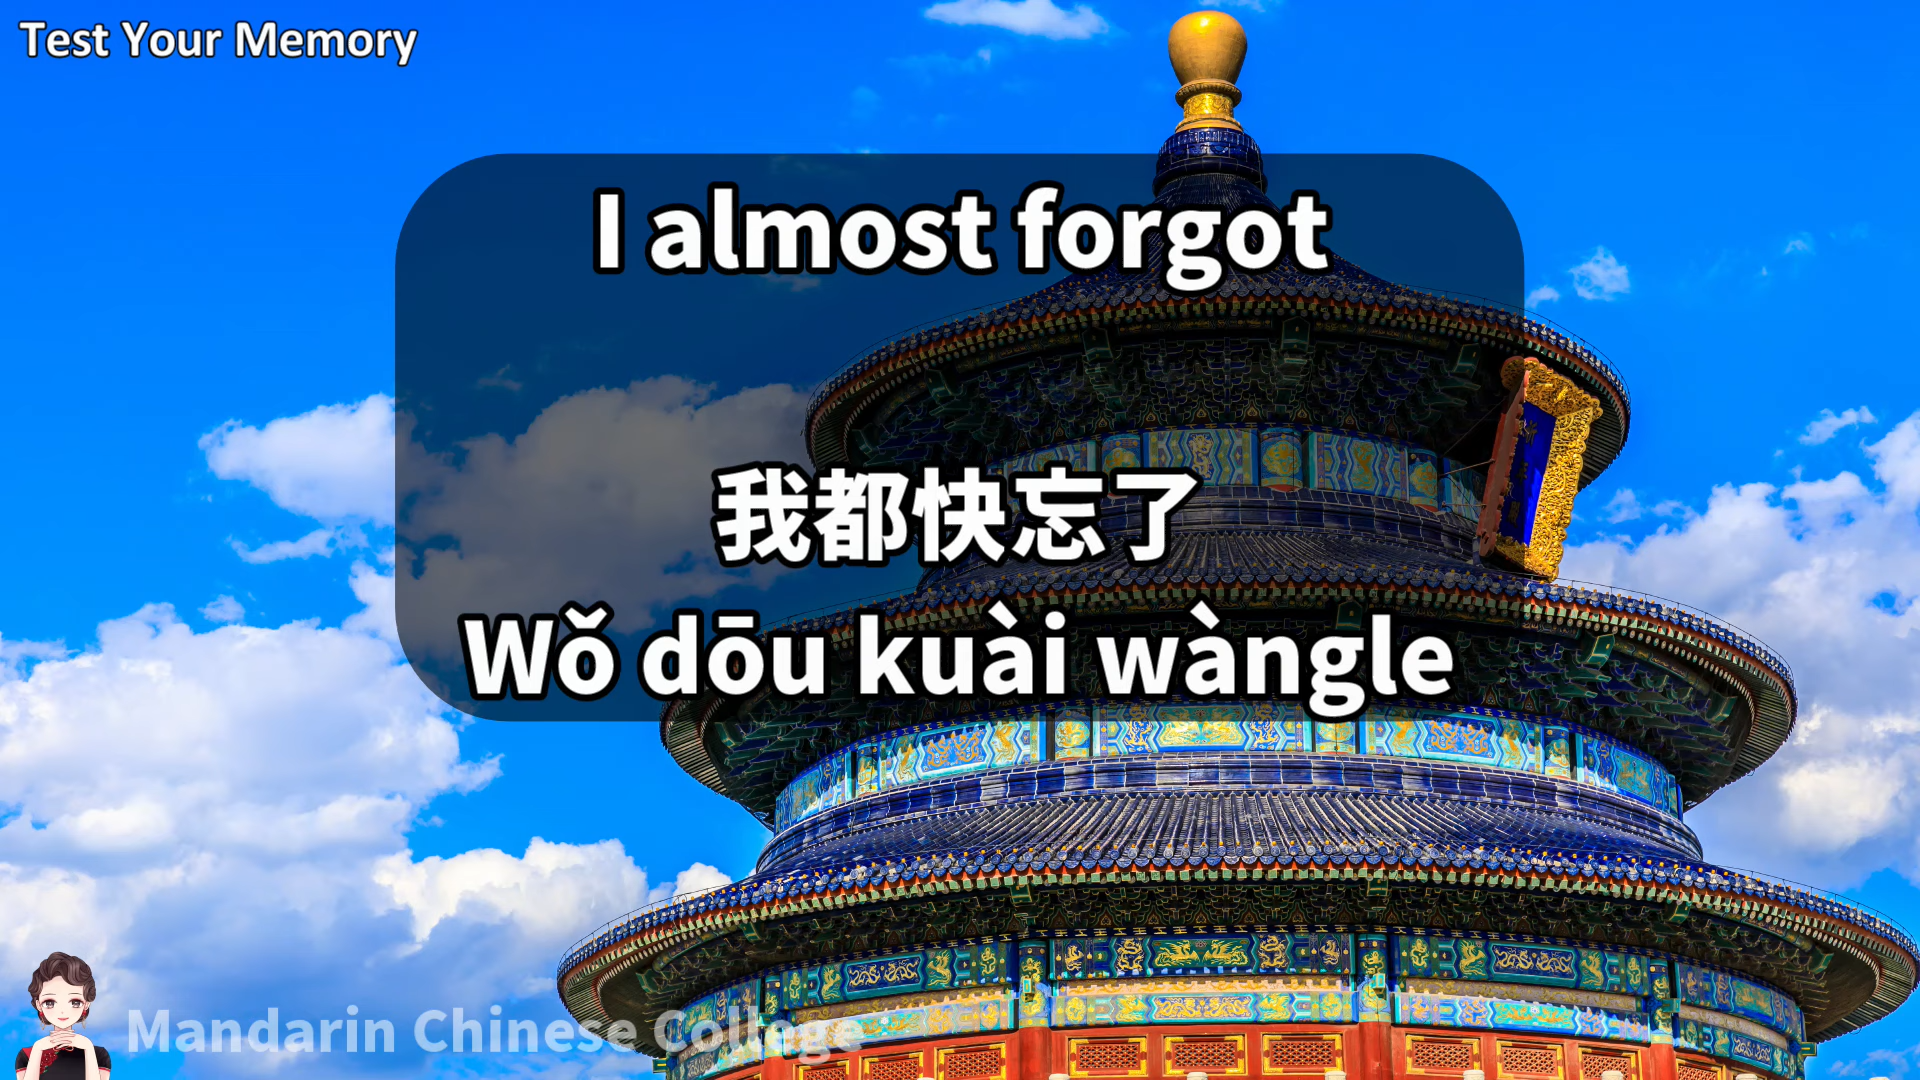 Test Your Memory
I almost forgot
我都快忘了
Wǒ dōu kuài wàngle
Mandarin Chinese College